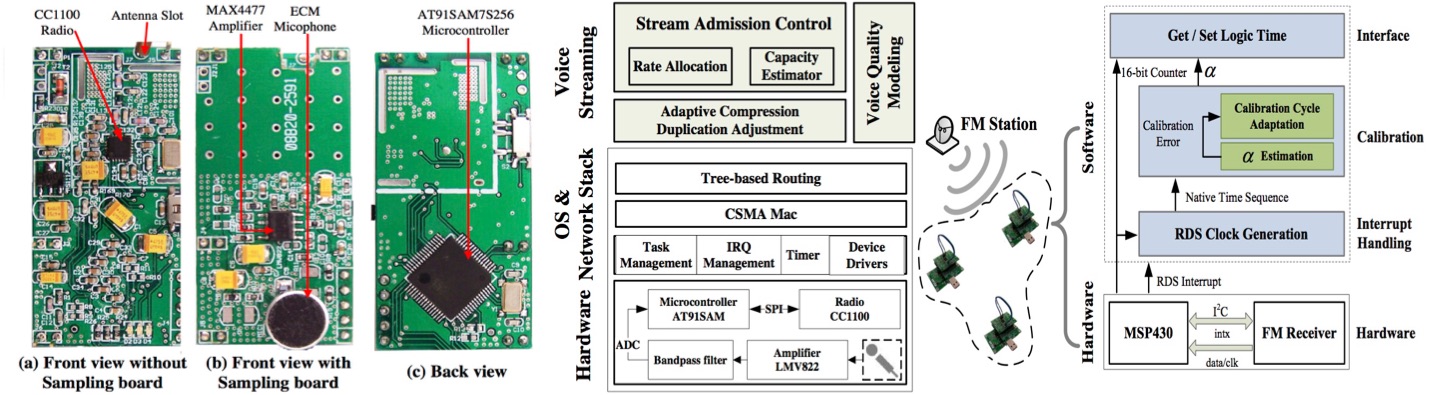 CC1100
Radio
Antenna Slot
MAX4477
Amplifier
ECM
Micophone
AT91SAM7S256
Microcontroller
08B20-2591
(a) Front view without
Sampling board
(b) Front view with
Sampling board
(c) Back view
Voice
Streaming
Stream Admission Control
Rate Allocation
Capacity
Estimator
Adaptive Compression
Duplication Adjustment
Voice Quality
Modeling
OS &
Network Stack
Tree-based Routing
CSMA Mac
Task
Management
IRQ
Management
Timer
Device
Drivers
Hardware
Microcontroller
AT91SAM
SPI
Radio
CC1100
ADC
Bandpass filter
Amplifier
LMV822
FM Station
Software
Hardware
Get / Set Logic Time
Interface
16-bit Counter
α
Calibration
Error
Calibration Cycle
Adaptation
α Estimation
Calibration
Native Time Sequence
RDS Clock Generation
Interrupt
Handling
RDS Interrupt
MSP430
I²C
intx
data/clk
FM Receiver
Hardware